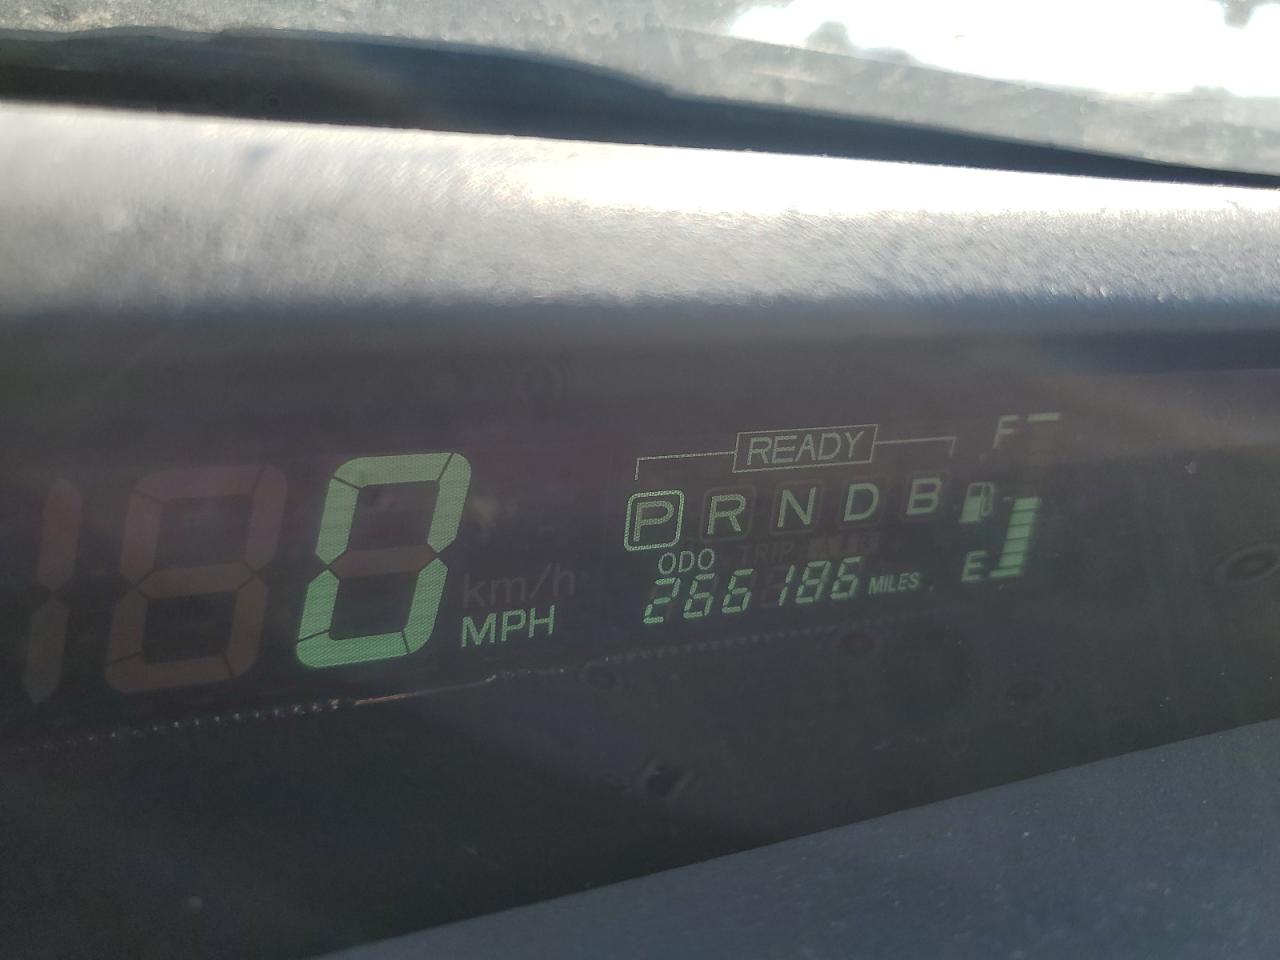 READY
F
P R N D B
0
km/h
MPH
ODO TRIP
266186 MILES
E